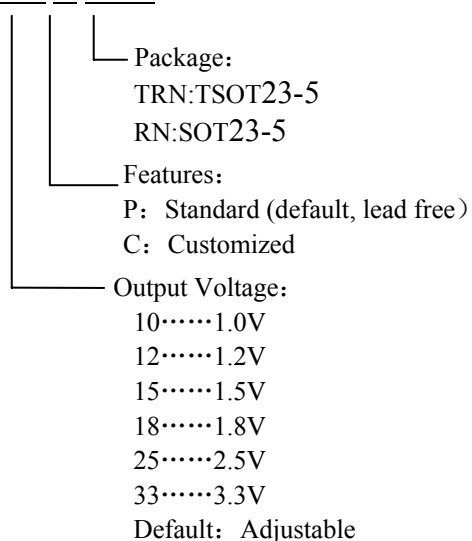 Package：
TRN:TSOT23-5
RN:SOT23-5
Features：
P：Standard (default, lead free）
C：Customized
Output Voltage：
10……1.0V
12……1.2V
15……1.5V
18……1.8V
25……2.5V
33……3.3V
Default：Adjustable